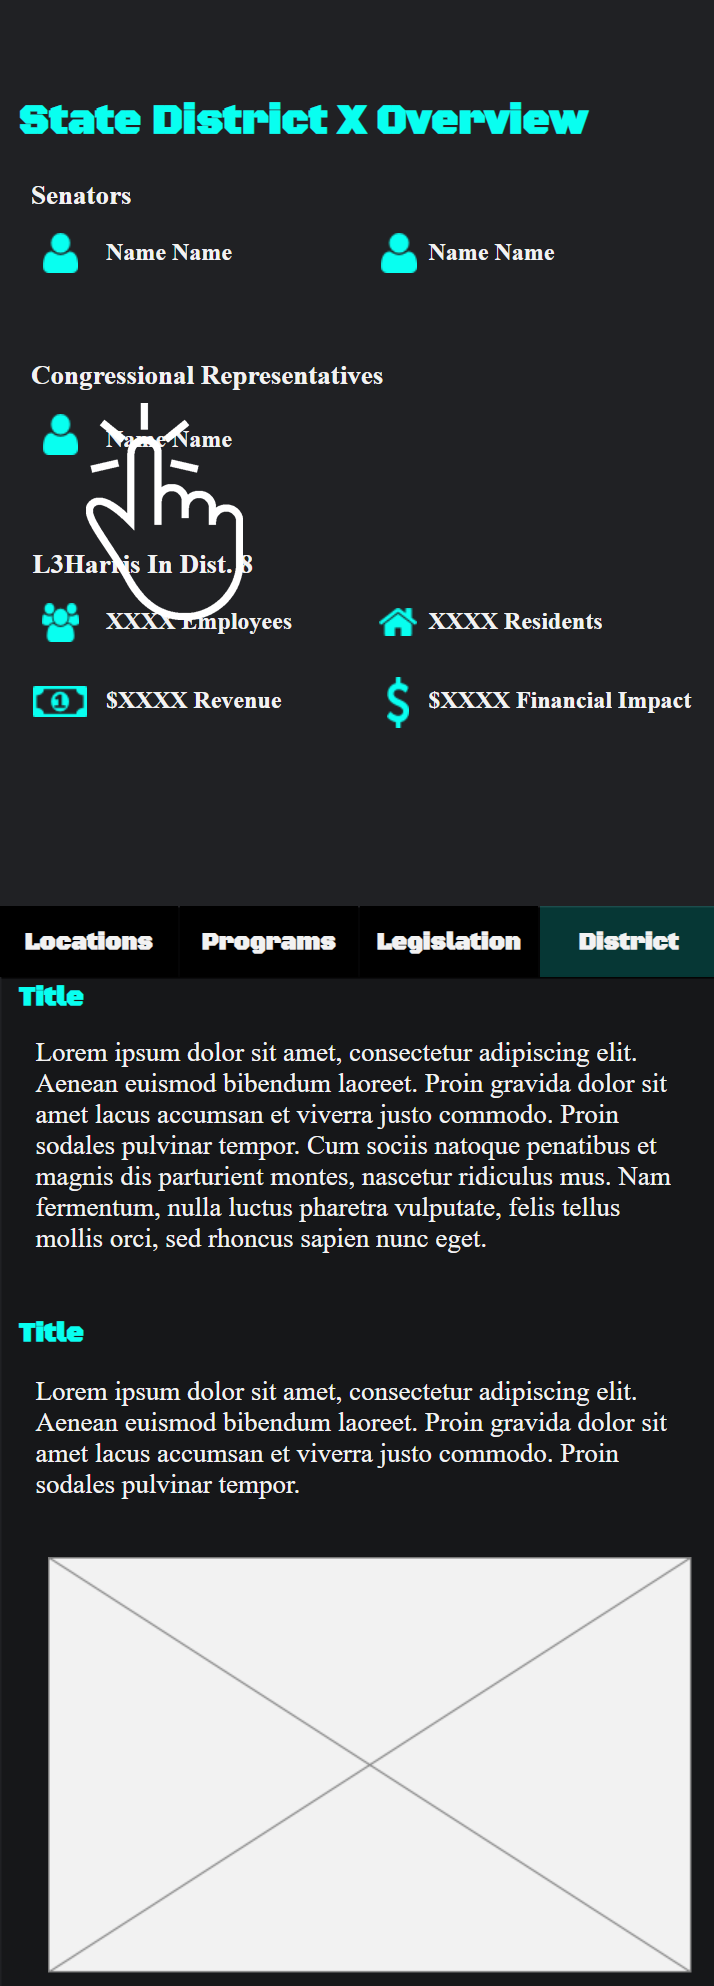 State District X Overview
Senators
Name Name
Name Name
Congressional Representatives
Name Name
L3Harris In Dist. 8
XXXX Employees
XXXX Residents
$XXXX Revenue
$XXXX Financial Impact
Locations
Programs
Legislation
District
Title
Lorem ipsum dolor sit amet, consectetur adipiscing elit.
Aenean euismod bibendum laoreet. Proin gravida dolor sit
amet lacus accumsan et viverra justo commodo. Proin
sodales pulvinar tempor. Cum sociis natoque penatibus et
magnis dis parturient montes, nascetur ridiculus mus. Nam
fermentum, nulla luctus pharetra vulputate, felis tellus
mollis orci, sed rhoncus sapien nunc eget.
Title
Lorem ipsum dolor sit amet, consectetur adipiscing elit.
Aenean euismod bibendum laoreet. Proin gravida dolor sit
amet lacus accumsan et viverra justo commodo. Proin
sodales pulvinar tempor.